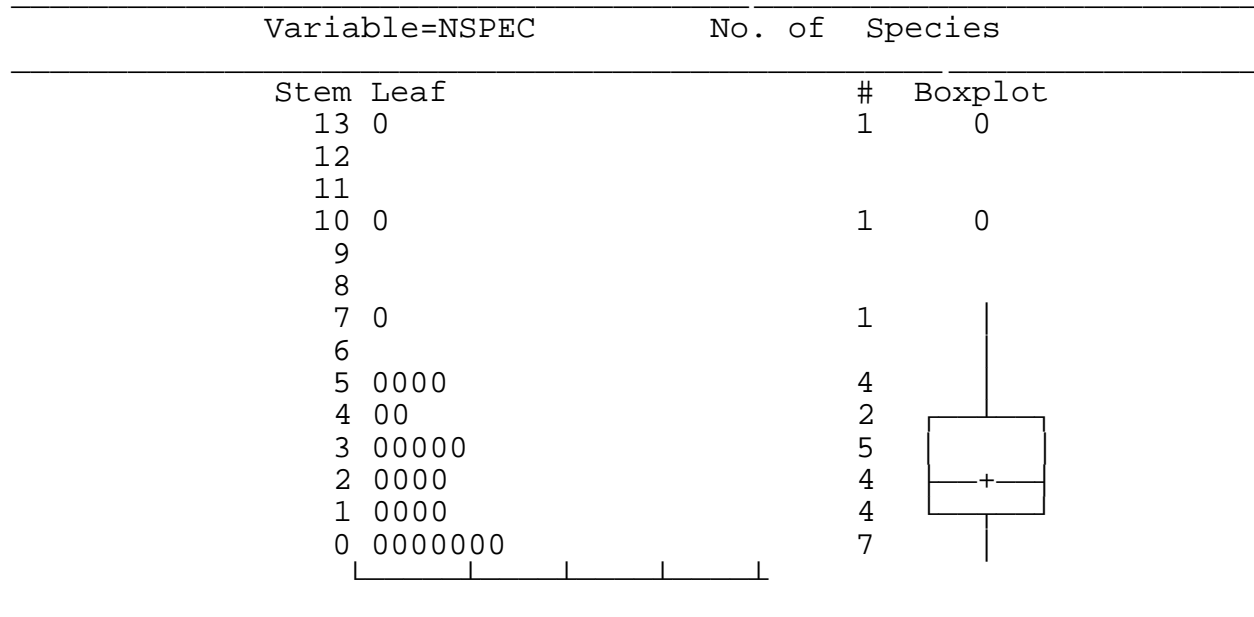 Variable=NSPEC No. of Species
Stem Leaf # Boxplot
13 0 1 0
12
11
10 0 1 0
9
8
7 0 1
6
5 0000 4
4 00 2
3 00000 5
2 0000 4 +
1 0000 4
0 0000000 7